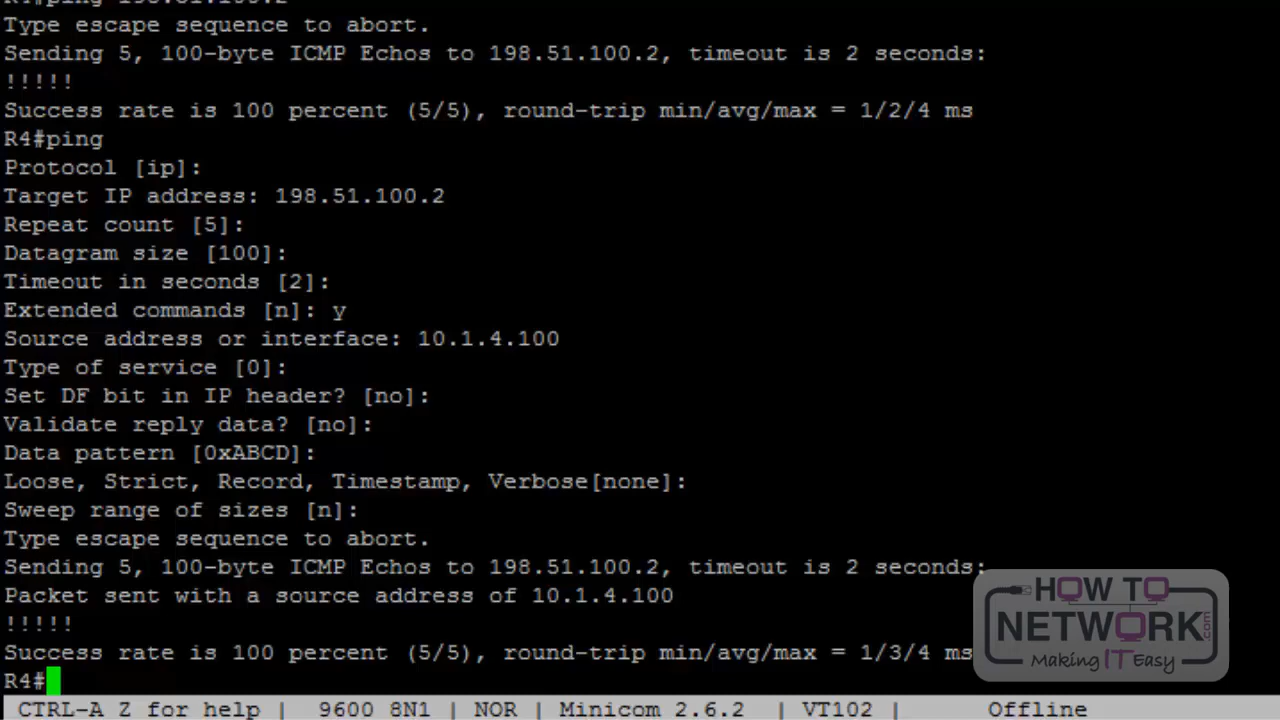 R4#ping 198.51.100.2
Type escape sequence to abort.
Sending 5, 100-byte ICMP Echos to 198.51.100.2, timeout is 2 seconds:
!!!!!
Success rate is 100 percent (5/5), round-trip min/avg/max = 1/2/4 ms
R4#ping
Protocol [ip]:
Target IP address: 198.51.100.2
Repeat count [5]:
Datagram size [100]:
Timeout in seconds [2]:
Extended commands [n]: y
Source address or interface: 10.1.4.100
Type of service [0]:
Set DF bit in IP header? [no]:
Validate reply data? [no]:
Data pattern [0xABCD]:
Loose, Strict, Record, Timestamp, Verbose[none]:
Sweep range of sizes [n]:
Type escape sequence to abort.
Sending 5, 100-byte ICMP Echos to 198.51.100.2, timeout is 2 seconds:
Packet sent with a source address of 10.1.4.100
!!!!!
Success rate is 100 percent (5/5), round-trip min/avg/max = 1/3/4 ms
R4#
CTRL-A Z for help | 9600 8N1 | NOR | Minicom 2.6.2 | VT102 | Offline
HOW TO
NETWORK.com
Making IT Easy